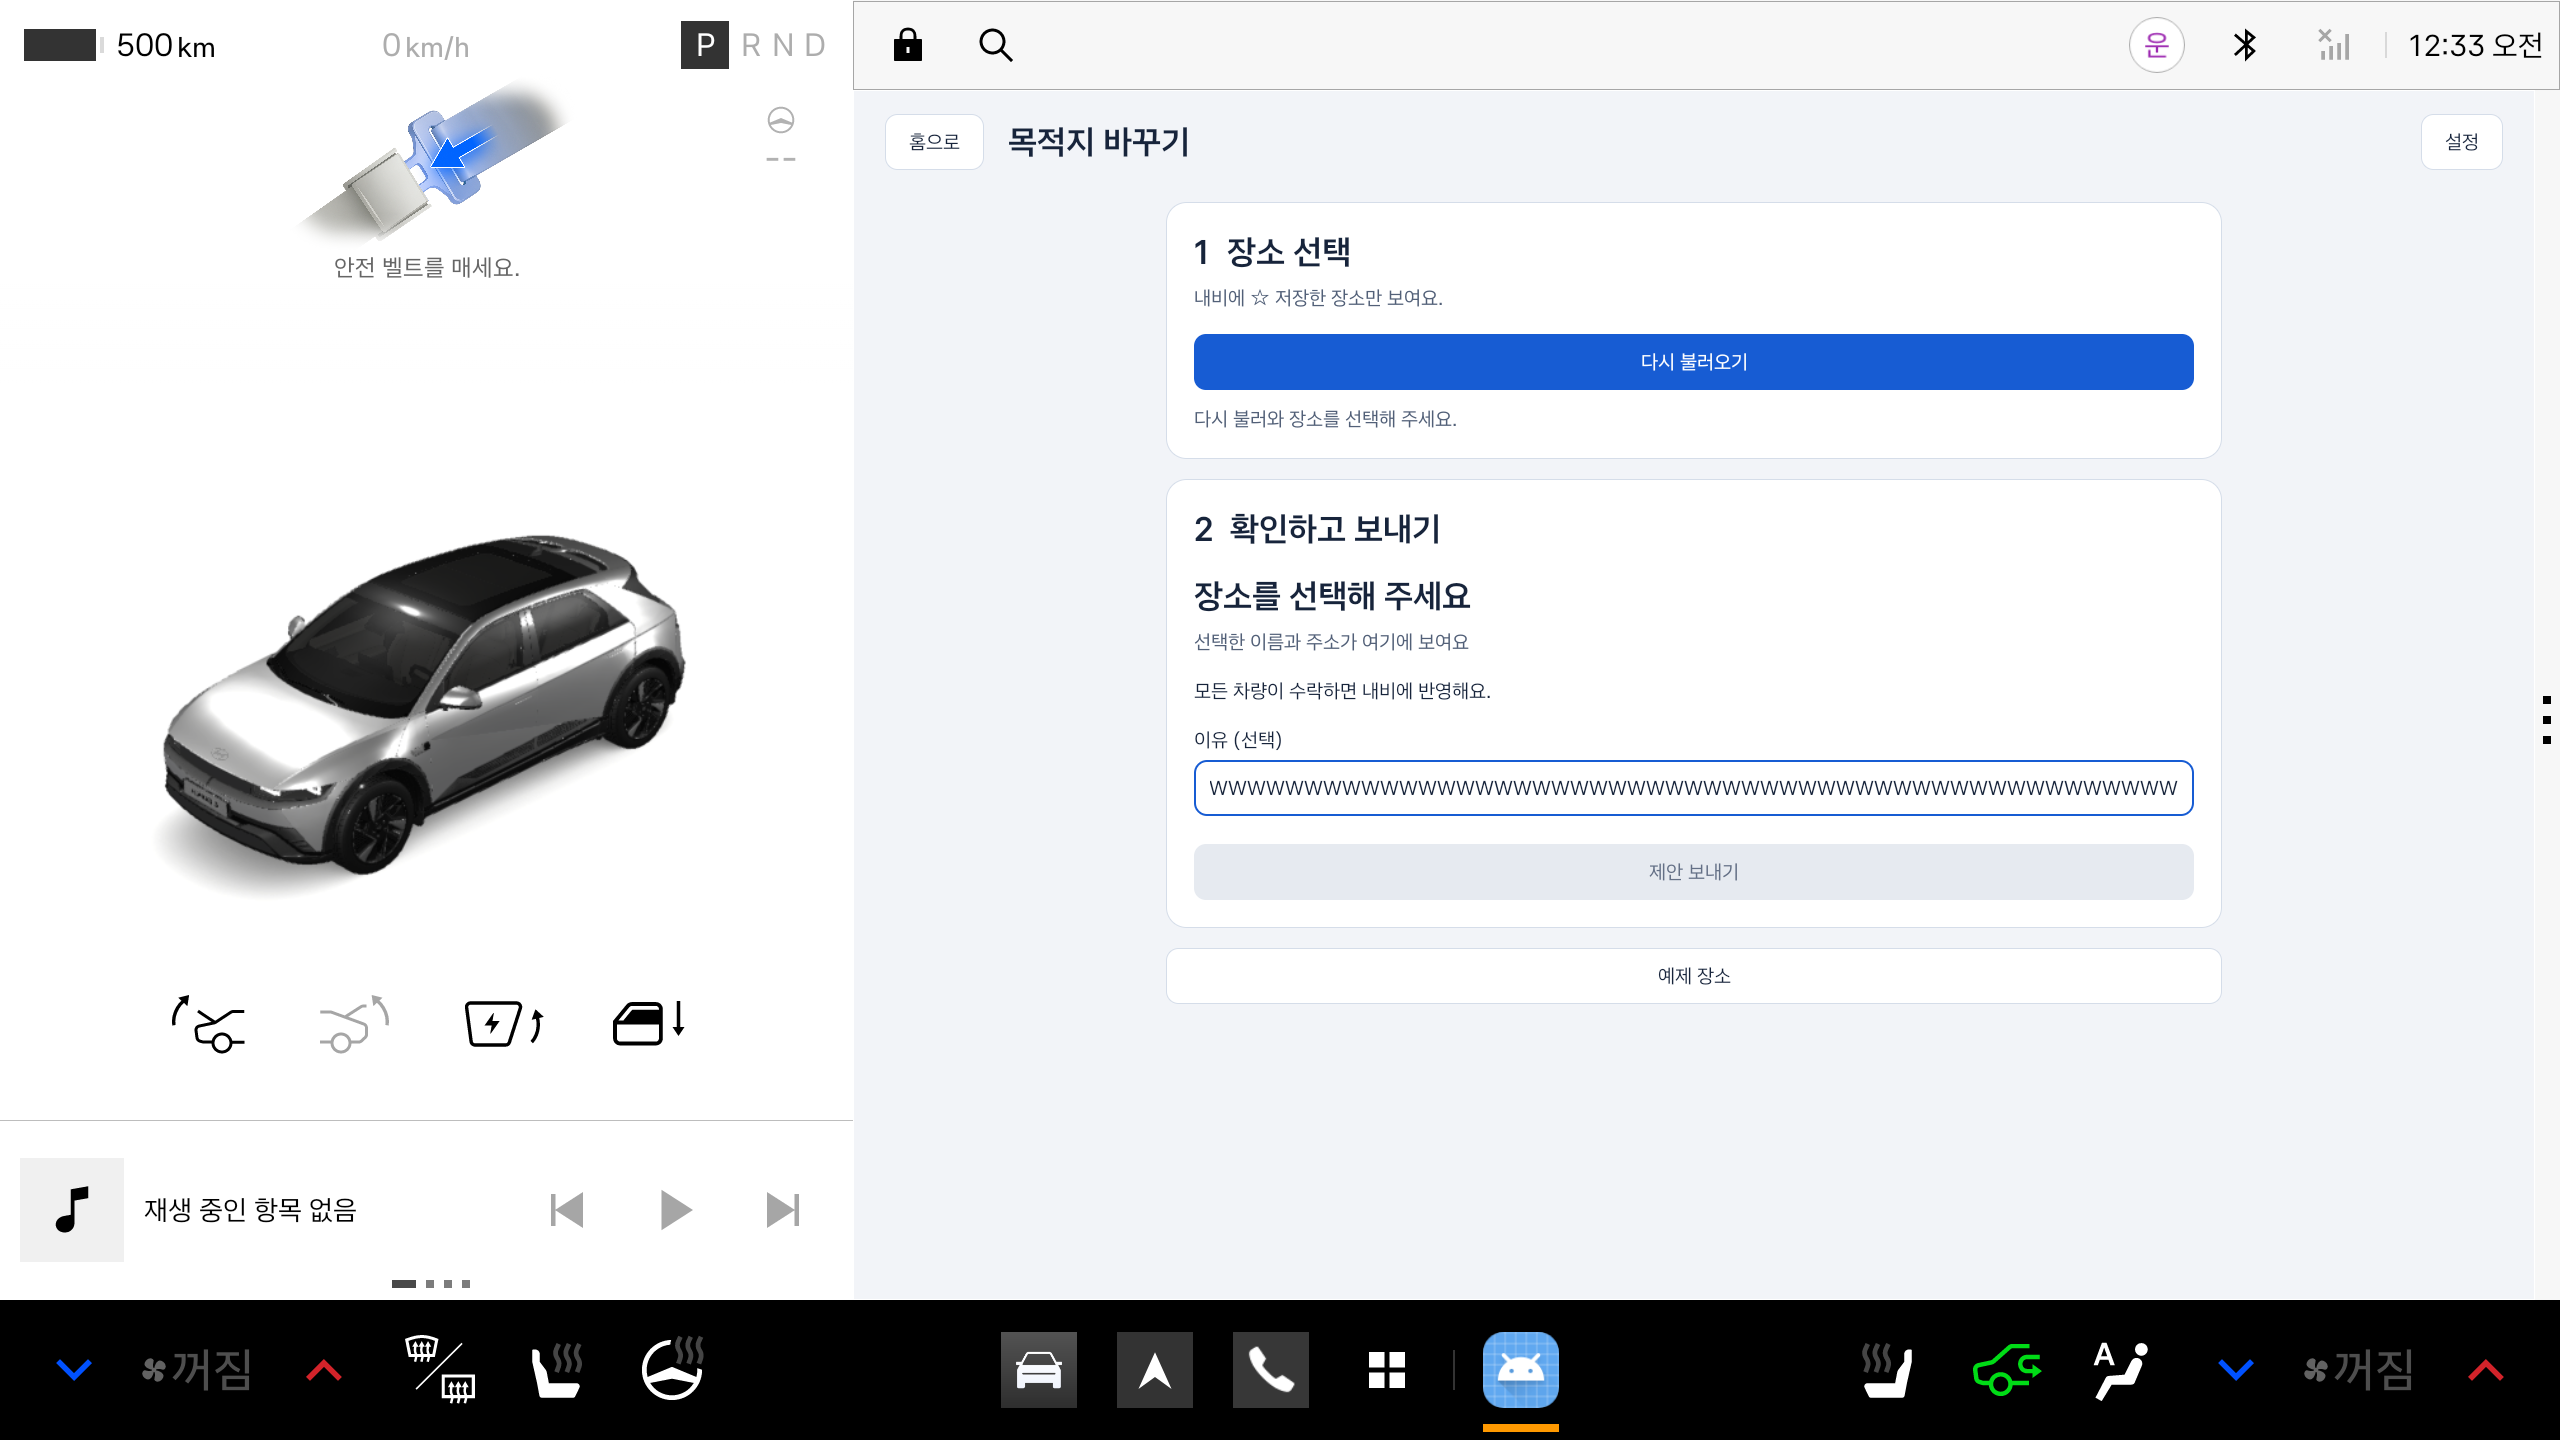 500 km
0 km/h
P R N D
운
12:33 오전
안전 벨트를 매세요.
홈으로
목적지 바꾸기
설정
1 장소 선택
내비에 ☆ 저장한 장소만 보여요.
다시 불러오기
다시 불러와 장소를 선택해 주세요.
2 확인하고 보내기
장소를 선택해 주세요
선택한 이름과 주소가 여기에 보여요
모든 차량이 수락하면 내비에 반영해요.
이유 (선택)
WWWWWWWWWWWWWWWWWWWWWWWWWWWWWWWWWWWWWWWWWWWWWWWWWWW
제안 보내기
예제 장소
재생 중인 항목 없음
꺼짐
A
꺼짐